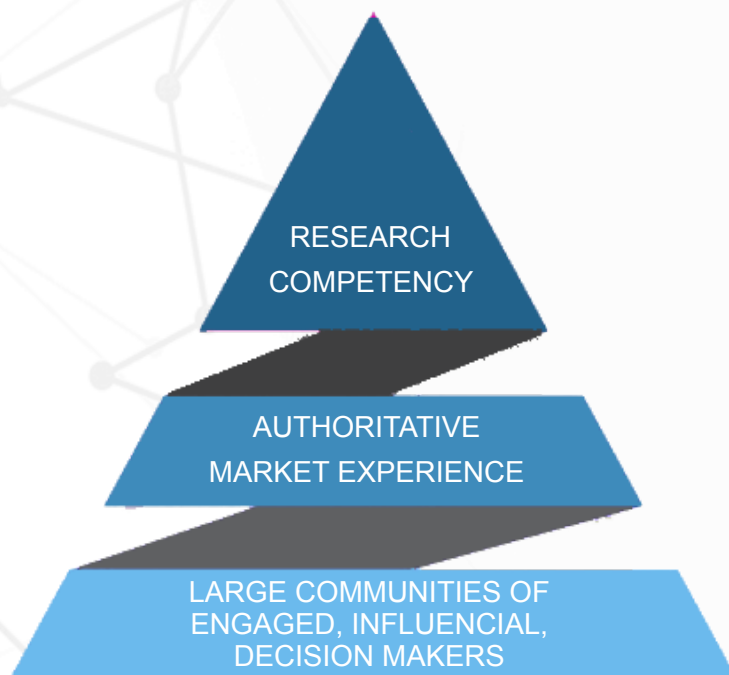 RESEARCH
COMPETENCY
AUTHORITATIVE
MARKET EXPERIENCE
LARGE COMMUNITIES OF
ENGAGED, INFLUENCIAL,
DECISION MAKERS